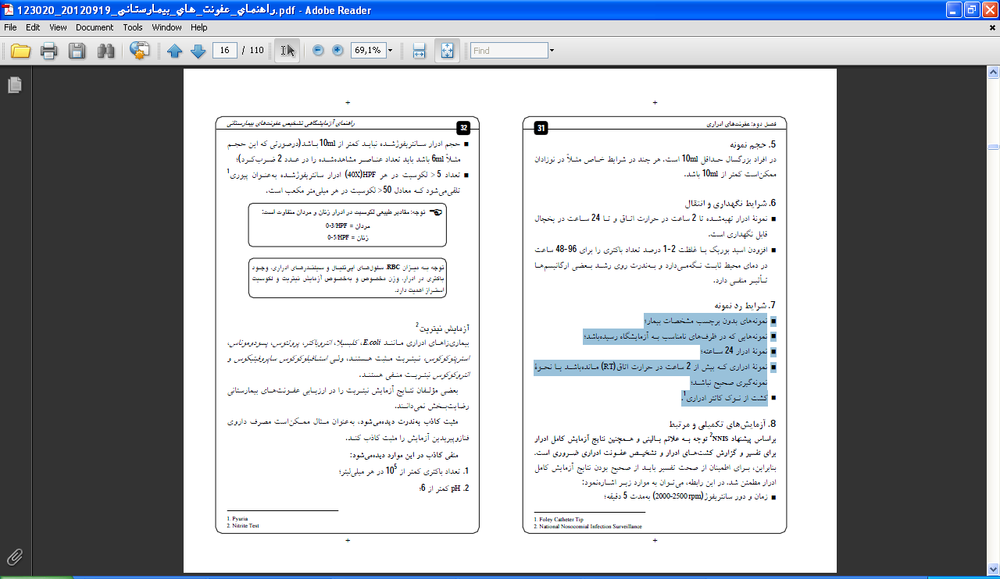 123020_20120919_راهنماي_عفونت_هاي_بيمارستاني.pdf - Adobe Reader
File Edit View Document Tools Window Help
16 / 110 69,1% Find
فصل دوم: عفونت‌های ادراری 31
5. حجم نمونه
در افراد بزرگسال حداقل 10ml است. هر چند در شرایط خاص مثلاً در نوزادان
ممکن‌است کمتر از 10ml باشد.
6. شرایط نگهداری و انتقال
■ نمونهٔ ادرار تهیه‌شده تا 2 ساعت در حرارت اتاق و تا 24 ساعت در یخچال
قابل نگهداری است.
■ افزودن اسید بوریک با غلظت 2-1 درصد تعداد باکتری را برای 96-48 ساعت
در دمای محیط ثابت نگه‌می‌دارد و به‌ندرت روی رشد بعضی ارگانیسم‌ها
تأثیر منفی دارد.
7. شرایط رد نمونه
■ نمونه‌های بدون برچسب مشخصات بیمار؛
■ نمونه‌هایی که در ظرف‌های نامناسب به آزمایشگاه رسیده‌باشد؛
■ نمونهٔ ادرار 24 ساعته؛
■ نمونهٔ ادراری که بیش از 2 ساعت در حرارت اتاق(RT) مانده‌باشد یا نحوهٔ
نمونه‌گیری صحیح نباشد؛
■ کشت از نوک کاتتر ادراری1.
8. آزمایش‌های تکمیلی و مرتبط
براساس پیشنهاد NNIS2 توجه به علائم بالینی و همچنین نتایج آزمایش کامل ادرار
برای تفسیر و گزارش کشت‌های ادرار و تشخیص عفونت ادراری ضروری است.
بنابراین، برای اطمینان از صحت تفسیر باید از صحیح بودن نتایج آزمایش کامل
ادرار مطمئن شد. در این رابطه، می‌توان به موارد زیر اشاره‌نمود:
■ زمان و دور سانتریفوژ(2000-2500 rpm) به‌مدت 5 دقیقه؛
1. Foley Catheter Tip
2. National Nosocomial Infection Surveillance
32 راهنمای آزمایشگاهی تشخیص عفونت‌های بیمارستانی
■ حجم ادرار سانتریفوژشده نباید کمتر از 10ml باشد(درصورتی که این حجم
مثلاً 6ml باشد باید تعداد عناصر مشاهده‌شده را در عدد 2 ضرب‌کرد)؛
■ تعداد 5 < لکوسیت در هر HPF(40X) ادرار سانتریفوژشده به‌عنوان پیوری1
تلقی‌می‌شود که معادل 50 < لکوسیت در هر میلی‌متر مکعب است.
توجه: مقادیر طبیعی لکوسیت در ادرار زنان و مردان متفاوت است:
مردان = 0-3/HPF
زنان = 0-5/HPF
توجه به میزان RBC، سلول‌های اپی‌تلیال و سیلندرهای ادراری، وجود
باکتری در ادرار، وزن مخصوص و به‌خصوص آزمایش نیتریت و لکوسیت
استراز اهمیت دارد.
آزمایش نیتریت2
بیماری‌زاهای ادراری مانند E.coli، کلبسیلا، انتروباکتر، پروتئوس، پسودوموناس،
استرپتوکوکوس، نیتریت مثبت هستند، ولی استافیلوکوکوس ساپروفیتیکوس و
انتروکوکوس نیتریت منفی هستند.
بعضی مؤلفان نتایج آزمایش نیتریت را در ارزیابی عفونت‌های بیمارستانی
رضایت‌بخش نمی‌دانند.
مثبت کاذب به‌ندرت دیده‌می‌شود، به‌عنوان مثال ممکن‌است مصرف داروی
فنازوپیریدین آزمایش را مثبت کاذب کند.
منفی کاذب در این موارد دیده‌می‌شود:
1. تعداد باکتری کمتر از 10⁵ در هر میلی‌لیتر؛
2. pH کمتر از 6؛
1. Pyuria
2. Nitrite Test